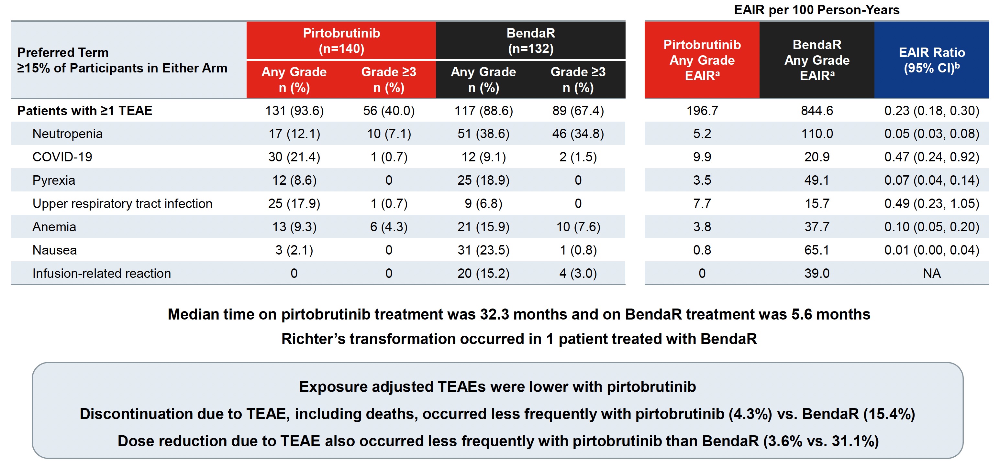 EAIR per 100 Person-Years
Preferred Term
≥15% of Participants in Either Arm
Pirtobrutinib
(n=140)
BendaR
(n=132)
Any Grade
n (%)
Grade ≥3
n (%)
Any Grade
n (%)
Grade ≥3
n (%)
Pirtobrutinib
Any Grade
EAIRᵃ
BendaR
Any Grade
EAIRᵃ
EAIR Ratio
(95% CI)ᵇ
Patients with ≥1 TEAE 131 (93.6) 56 (40.0) 117 (88.6) 89 (67.4) 196.7 844.6 0.23 (0.18, 0.30)
Neutropenia 17 (12.1) 10 (7.1) 51 (38.6) 46 (34.8) 5.2 110.0 0.05 (0.03, 0.08)
COVID-19 30 (21.4) 1 (0.7) 12 (9.1) 2 (1.5) 9.9 20.9 0.47 (0.24, 0.92)
Pyrexia 12 (8.6) 0 25 (18.9) 0 3.5 49.1 0.07 (0.04, 0.14)
Upper respiratory tract infection 25 (17.9) 1 (0.7) 9 (6.8) 0 7.7 15.7 0.49 (0.23, 1.05)
Anemia 13 (9.3) 6 (4.3) 21 (15.9) 10 (7.6) 3.8 37.7 0.10 (0.05, 0.20)
Nausea 3 (2.1) 0 31 (23.5) 1 (0.8) 0.8 65.1 0.01 (0.00, 0.04)
Infusion-related reaction 0 0 20 (15.2) 4 (3.0) 0 39.0 NA
Median time on pirtobrutinib treatment was 32.3 months and on BendaR treatment was 5.6 months
Richter’s transformation occurred in 1 patient treated with BendaR
Exposure adjusted TEAEs were lower with pirtobrutinib
Discontinuation due to TEAE, including deaths, occurred less frequently with pirtobrutinib (4.3%) vs. BendaR (15.4%)
Dose reduction due to TEAE also occurred less frequently with pirtobrutinib than BendaR (3.6% vs. 31.1%)